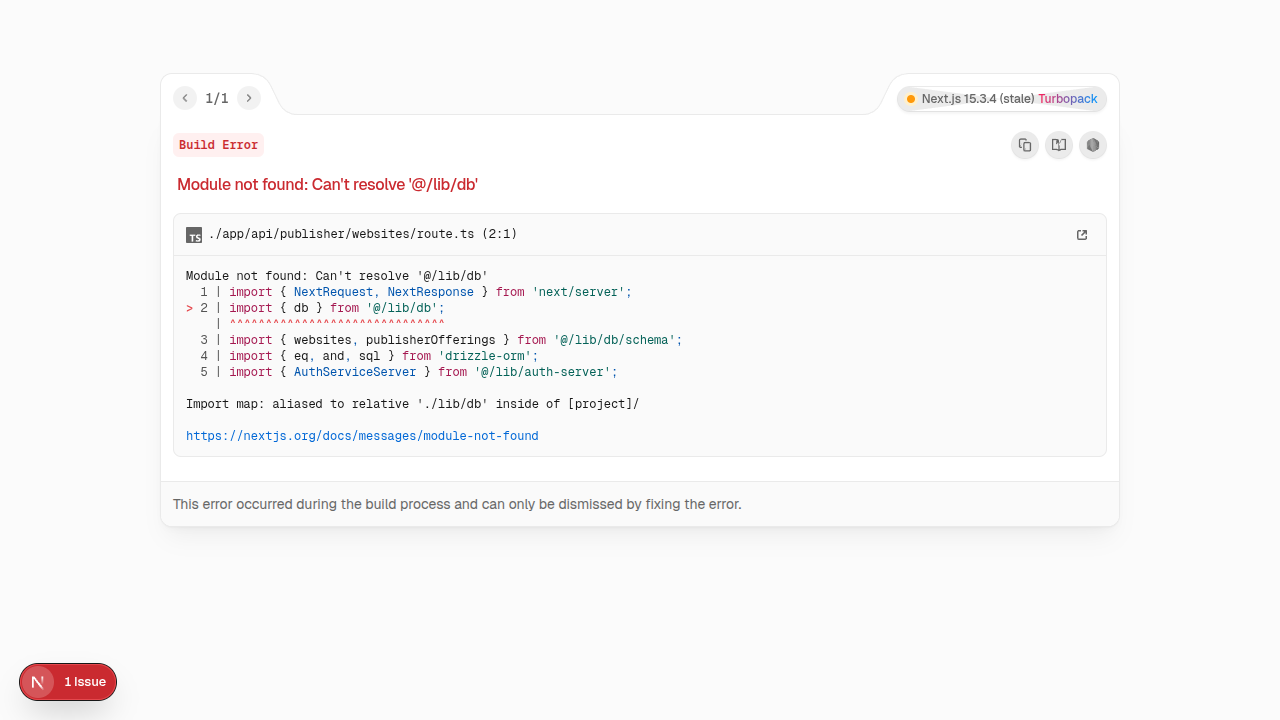 1/1
Next.js 15.3.4 (stale) Turbopack
Build Error
Module not found: Can't resolve '@/lib/db'
TS ./app/api/publisher/websites/route.ts (2:1)
Module not found: Can't resolve '@/lib/db'
  1 | import { NextRequest, NextResponse } from 'next/server';
> 2 | import { db } from '@/lib/db';
    | ^^^^^^^^^^^^^^^^^^^^^^^^^^^^^^
  3 | import { websites, publisherOfferings } from '@/lib/db/schema';
  4 | import { eq, and, sql } from 'drizzle-orm';
  5 | import { AuthServiceServer } from '@/lib/auth-server';
Import map: aliased to relative './lib/db' inside of [project]/
https://nextjs.org/docs/messages/module-not-found
This error occurred during the build process and can only be dismissed by fixing the error.
N 1 Issue